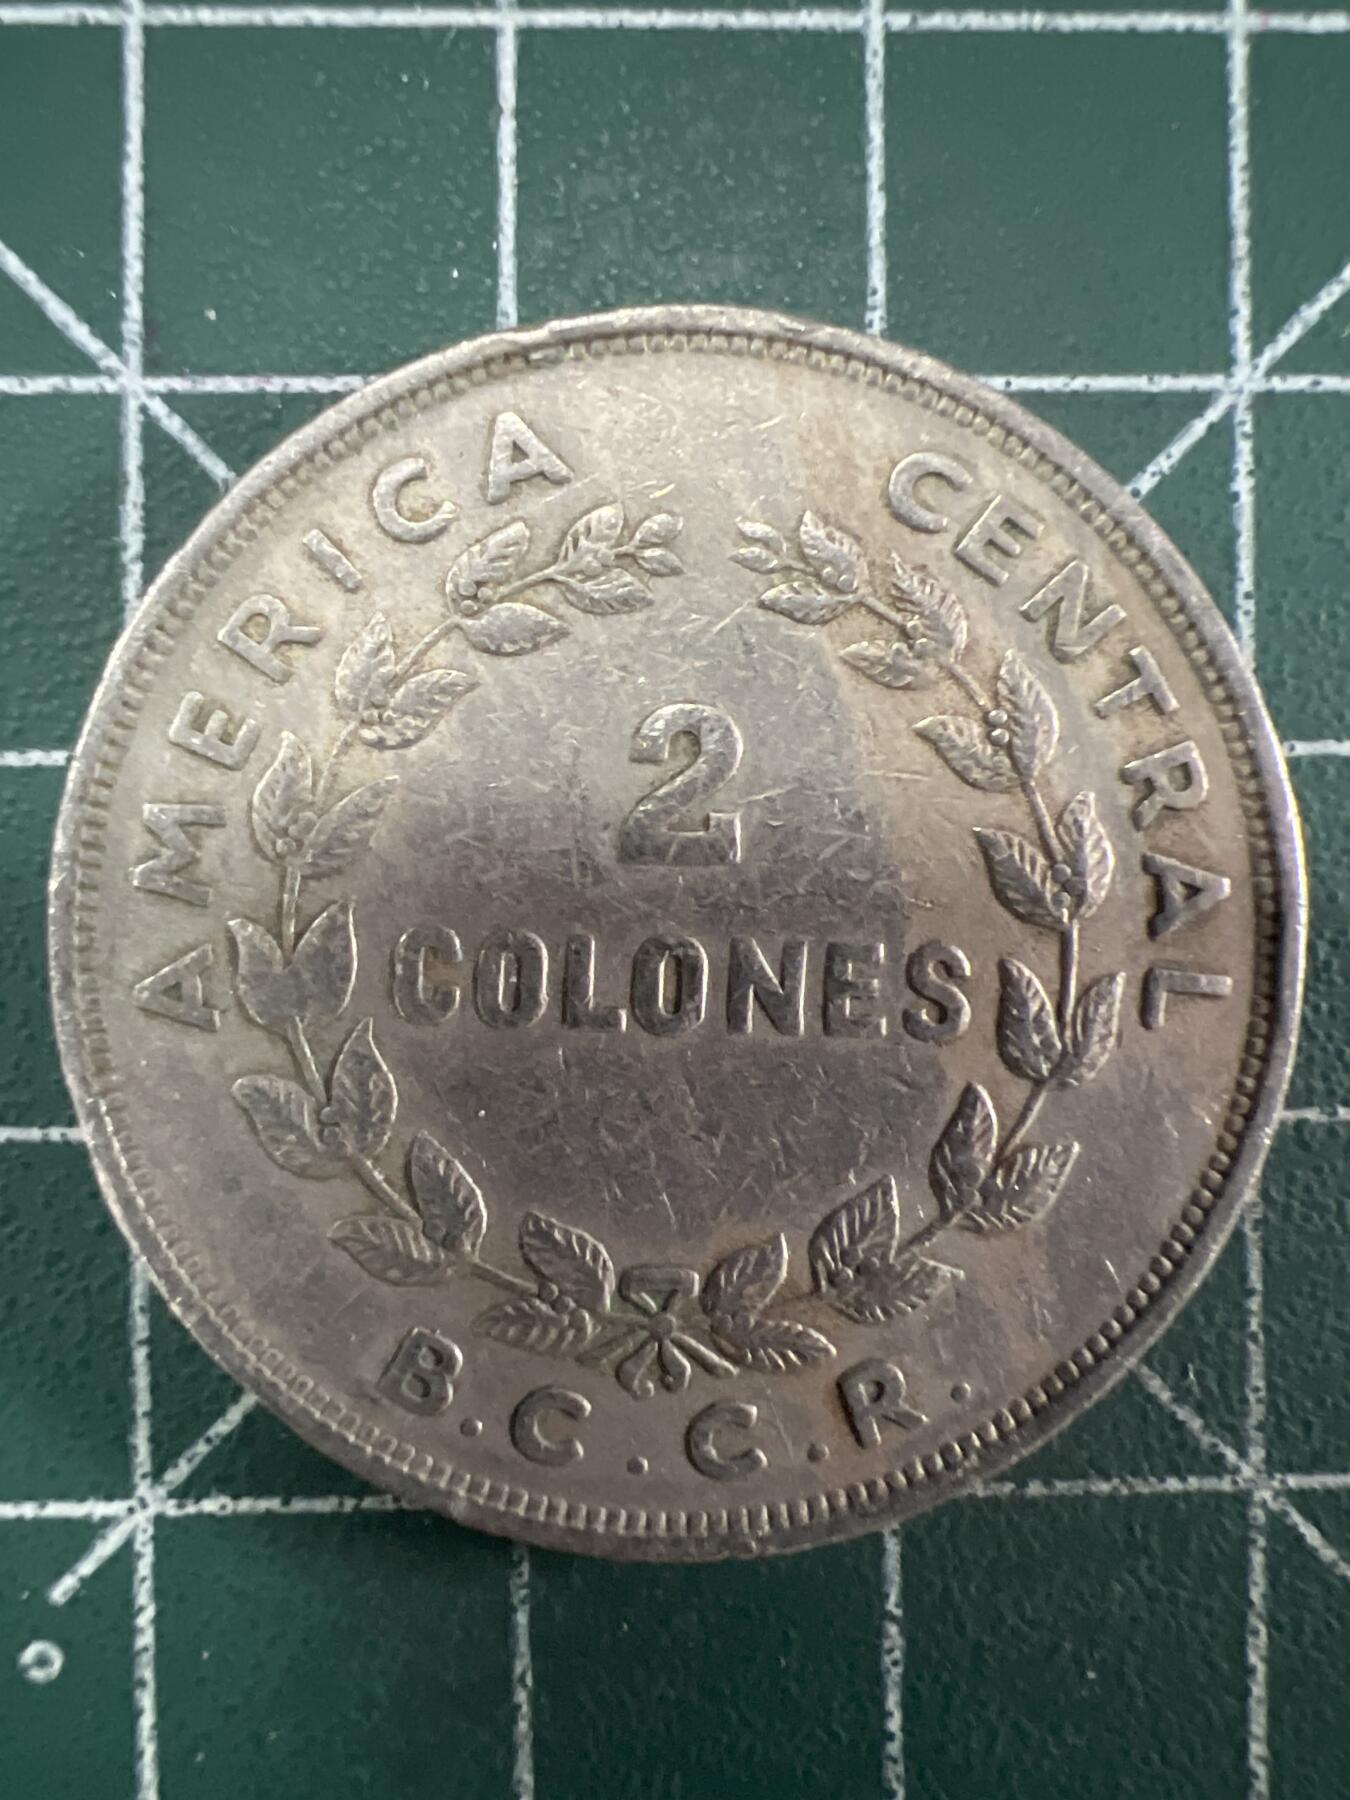 AMERICA CENTRAL
2
COLONES
B.C.C.R.